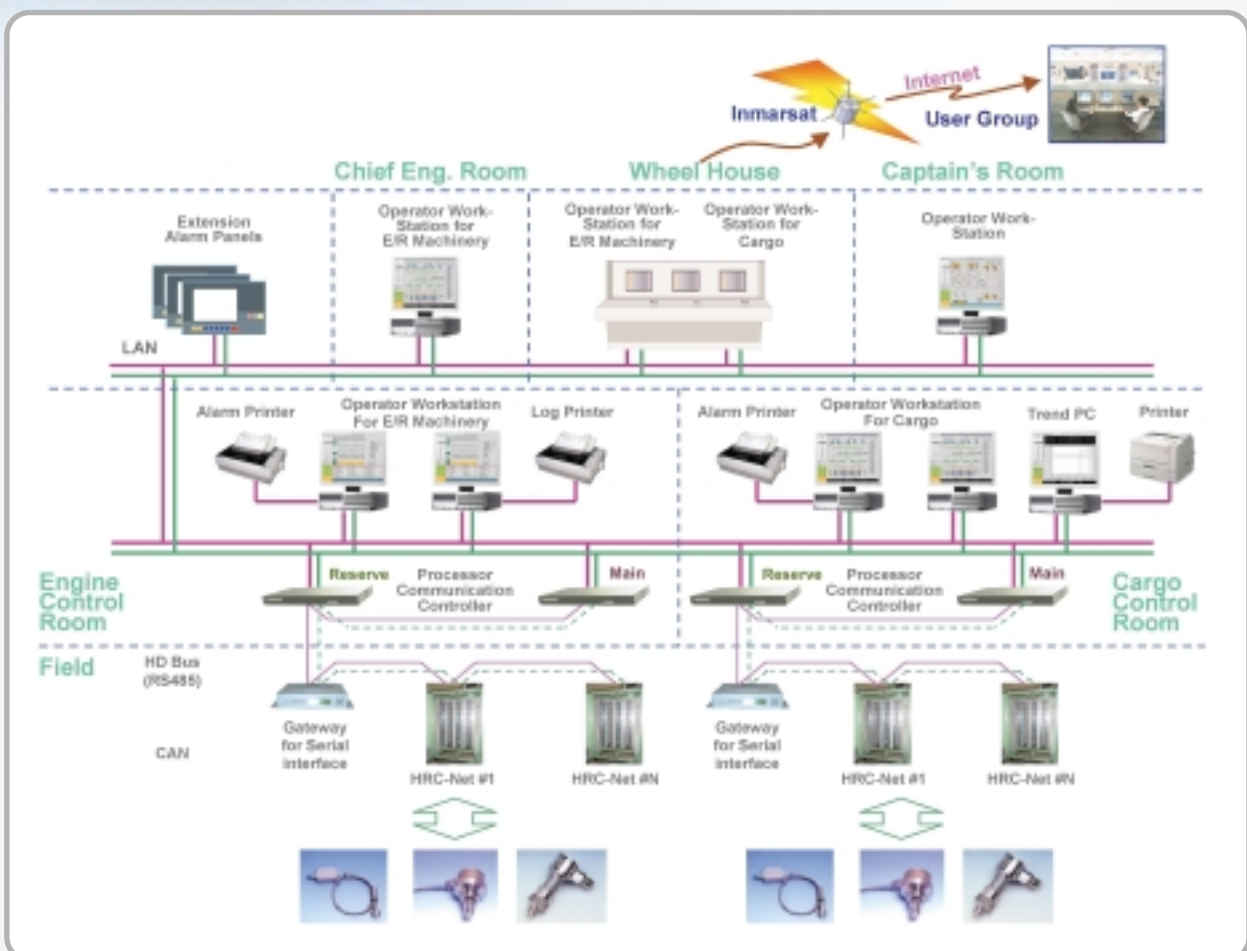 Internet
Inmarsat
User Group
Chief Eng. Room
Wheel House
Captain's Room
Extension
Alarm Panels
Operator Work-
Station for
E/R Machinery
Operator Work-
Station for
E/R Machinery
Operator Work-
Station for
Cargo
Operator Work-
Station
LAN
Alarm Printer
Operator Workstation
For E/R Machinery
Log Printer
Alarm Printer
Operator Workstation
For Cargo
Trend PC
Printer
Engine
Control
Room
Reserve
Processor
Communication
Controller
Main
Reserve
Processor
Communication
Controller
Main
Cargo
Control
Room
Field
HD Bus
(RS485)
CAN
Gateway
for Serial
interface
HRC-Net #1
HRC-Net #N
Gateway
for Serial
interface
HRC-Net #1
HRC-Net #N